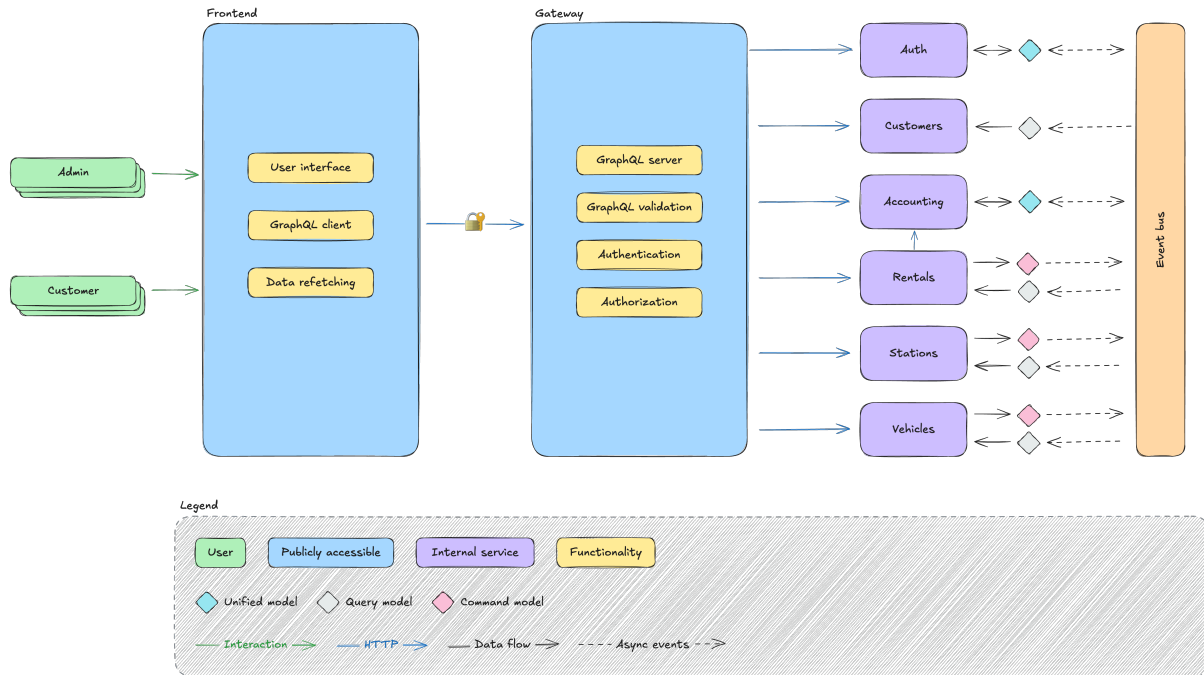 Frontend
Gateway
Admin
Customer
User interface
GraphQL client
Data refetching
GraphQL server
GraphQL validation
Authentication
Authorization
Auth
Customers
Accounting
Rentals
Stations
Vehicles
Event bus
Legend
User
Publicly accessible
Internal service
Functionality
Unified model
Query model
Command model
Interaction
HTTP
Data flow
Async events